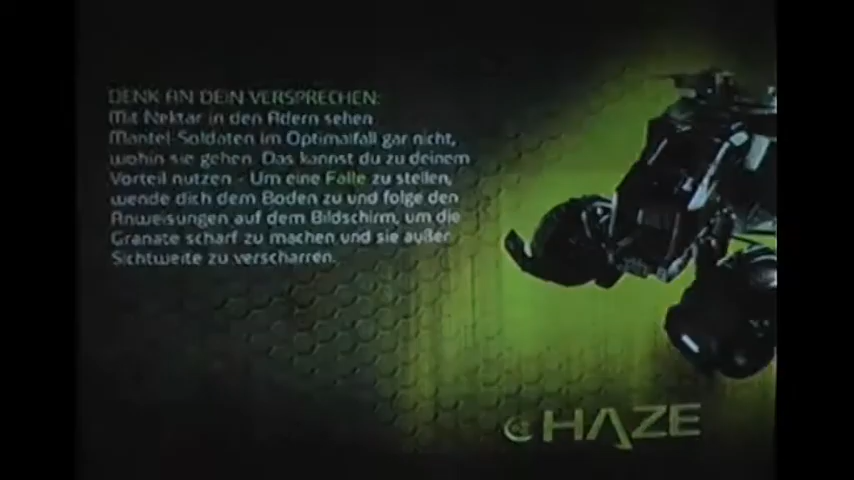 DENK AN DEIN VERSPRECHEN:
Mit Nektar in den Adern sehen
Mantel-Soldaten im Optimalfall gar nicht,
wohin sie gehen. Das kannst du zu deinem
Vorteil nutzen - Um eine Falle zu stellen,
wende dich dem Boden zu und folge den
Anweisungen auf dem Bildschirm, um die
Granate scharf zu machen und sie außer
Sichtweite zu verscharren.
HAZE